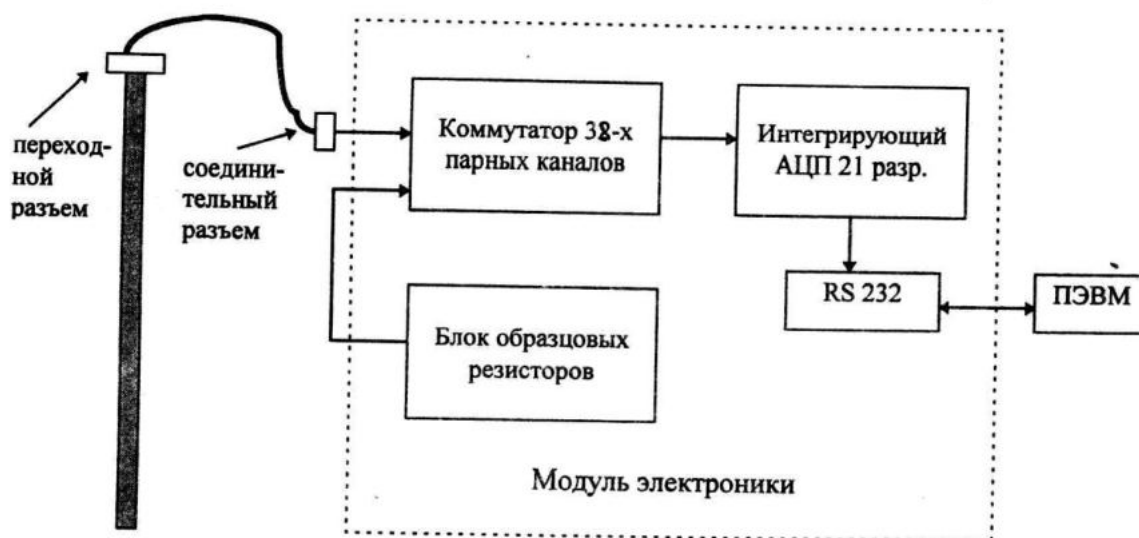 переход-
ной
разъем
соедини-
тельный
разъем
Коммутатор 38-х
парных каналов
Интегрирующий
АЦП 21 разр.
RS 232
ПЭВМ
Блок образцовых
резисторов
Модуль электроники